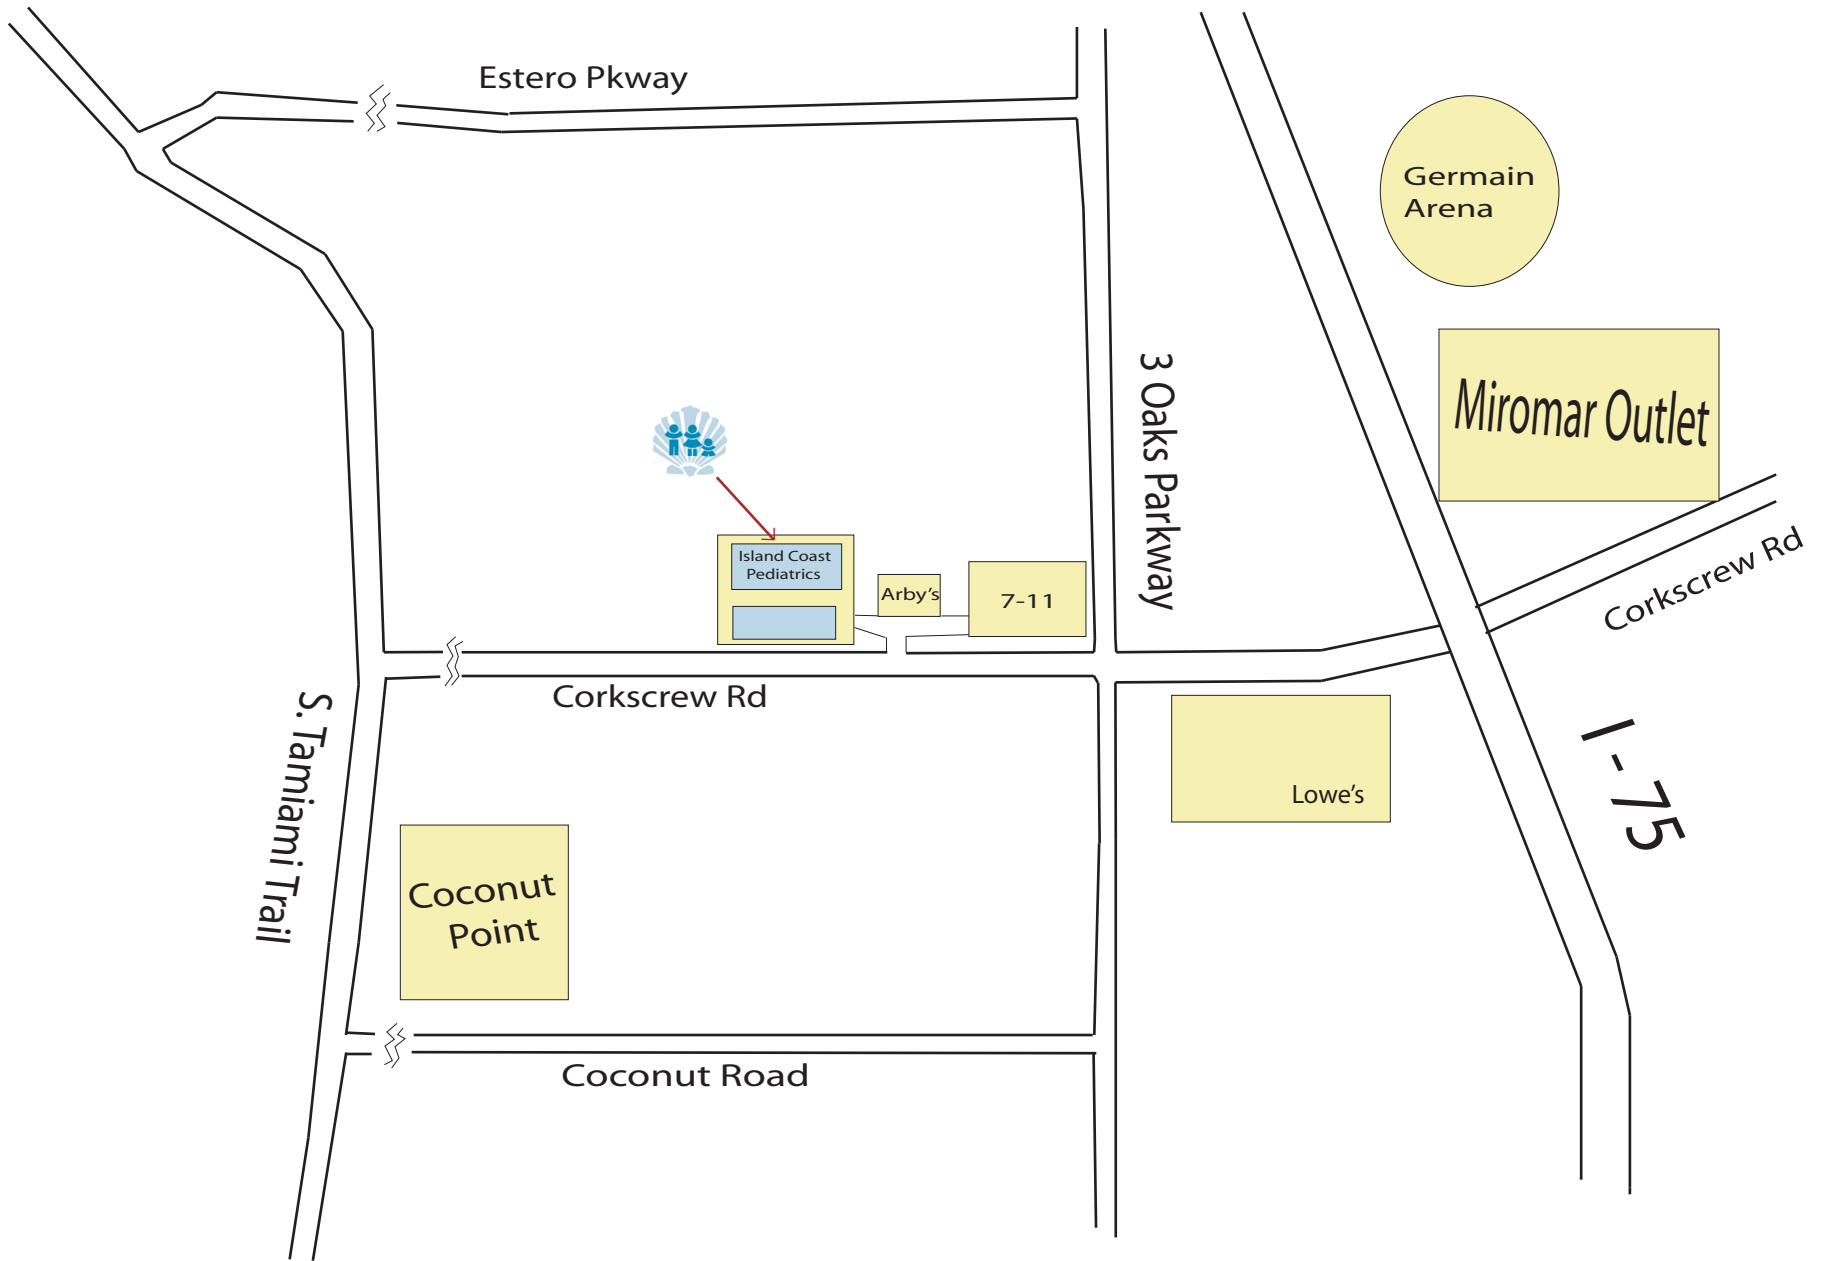 Estero Pkway
Germain
Arena
3 Oaks Parkway
Miromar Outlet
Island Coast
Pediatrics
Arby's
7-11
Corkscrew Rd
Corkscrew Rd
S. Tamiami Trail
I - 75
Lowe's
Coconut
Point
Coconut Road